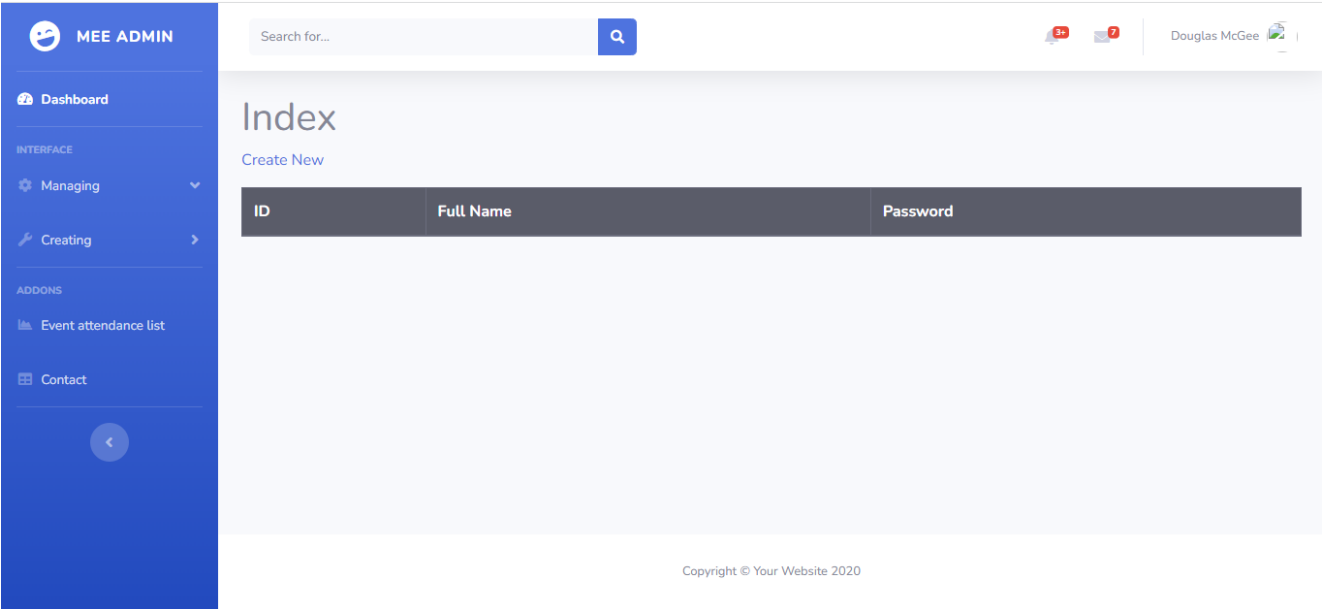 MEE ADMIN
Search for...
3+
7
Douglas McGee
Dashboard
INTERFACE
Managing
Creating
ADDONS
Event attendance list
Contact
Index
Create New
ID Full Name Password
Copyright © Your Website 2020